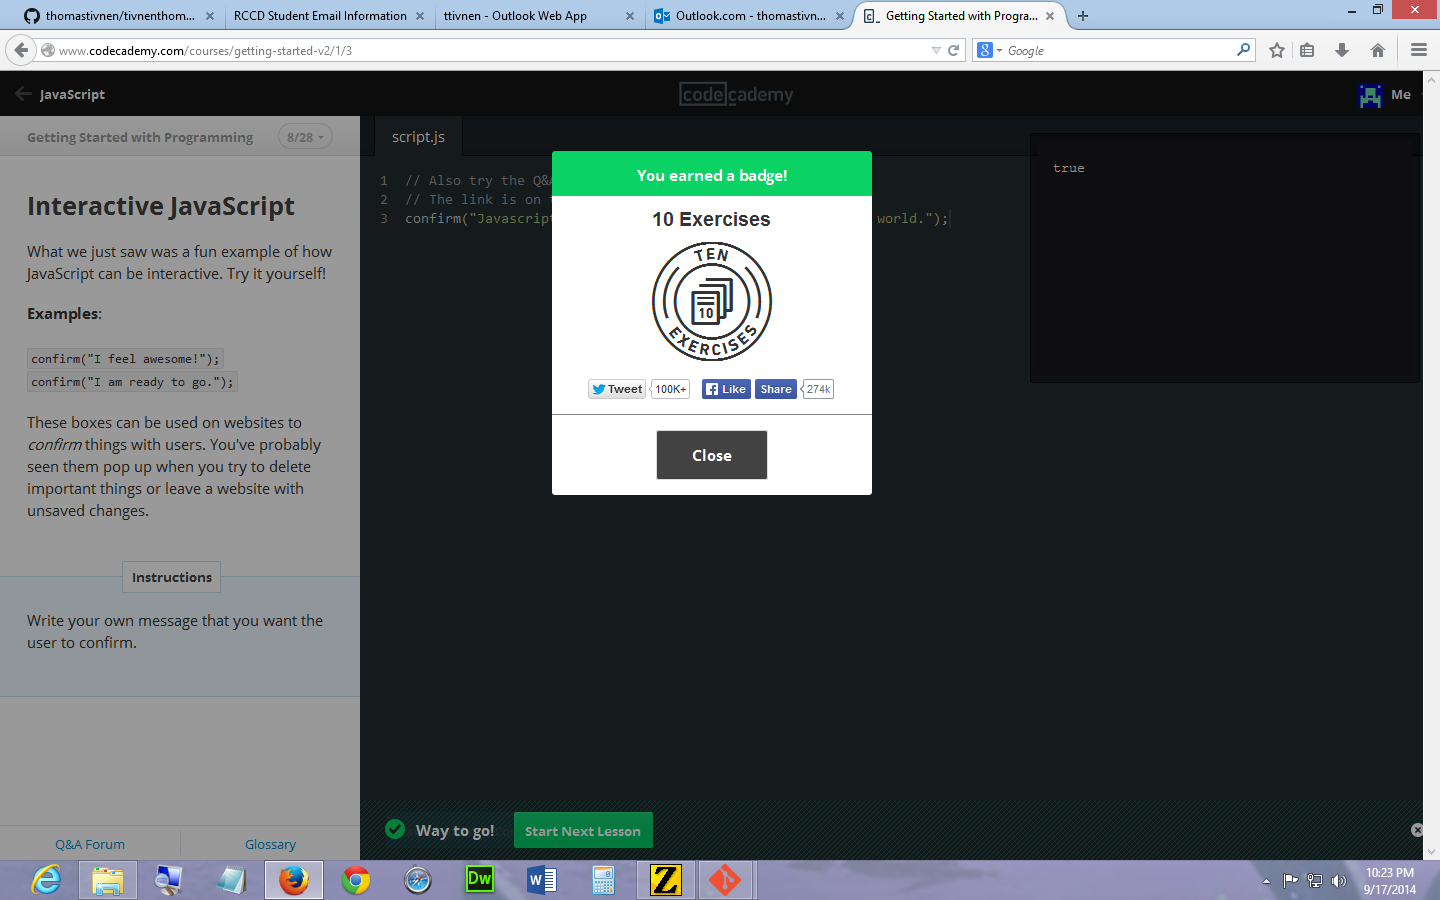 thomastivnen/tivnenthom...
RCCD Student Email Information
ttivnen - Outlook Web App
Outlook.com - thomastivn...
Getting Started with Progra...
www.codecademy.com/courses/getting-started-v2/1/3
Google
JavaScript
codecademy
Me
Getting Started with Programming
8/28
script.js
Interactive JavaScript
What we just saw was a fun example of how
JavaScript can be interactive. Try it yourself!
Examples:
confirm("I feel awesome!");
confirm("I am ready to go.");
These boxes can be used on websites to
confirm things with users. You've probably
seen them pop up when you try to delete
important things or leave a website with
unsaved changes.
Instructions
Write your own message that you want the
user to confirm.
Q&A Forum
Glossary
1 // Also try the Q&A
2 // The link is on
3 confirm("Javascript world.");
true
You earned a badge!
10 Exercises
TEN
10
EXERCISES
Tweet 100K+ Like Share 274k
Close
Way to go!
Start Next Lesson
Dw
10:23 PM
9/17/2014